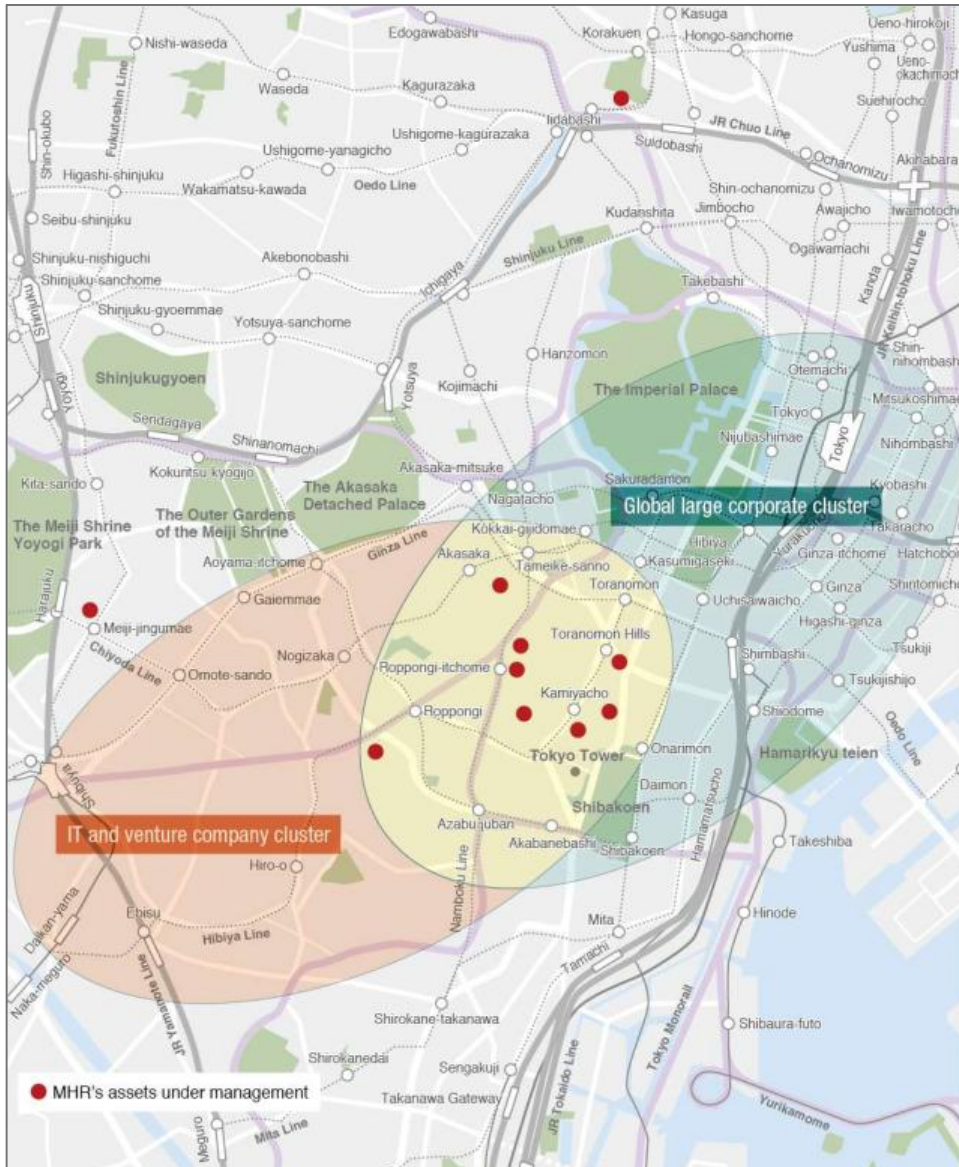 Kasuga
Ueno-hirokoji
Edogawabashi
Korakuen
Hongo-sanchome
Yushima
Ueno-
okachimachi
Nishi-waseda
Waseda
Kagurazaka
Suehirocho
Iidabashi
JR Chuo Line
Fukutoshin Line
Shin-okubo
Ushigome-kagurazaka
Suidobashi
Ushigome-yanagicho
Ochanomizu
Akihabara
Higashi-shinjuku
Wakamatsu-kawada
Oedo Line
Shin-ochanomizu
Seibu-shinjuku
Kudanshita
Jimbocho
Awajicho
Iwamotocho
Ogawamachi
Shinjuku Line
Shinjuku-nishiguchi
Akebonobashi
Ichigaya
Takebashi
Kanda
JR Keihin-tohoku Line
Shinjuku-sanchome
Shinjuku
Shinjuku-gyoemmae
Yotsuya-sanchome
Hanzomon
Shin-
nihombashi
Otemachi
Shinjukugyoen
Kojimachi
Yotsuya
The Imperial Palace
Mitsukoshimae
Yoyogi
Tokyo
Tokyo
Sendagaya
Shinanomachi
Nijubashimae
Nihombashi
Kokuritsu-kyogijo
Akasaka-mitsuke
Sakuradamon
Kyobashi
Kita-sando
The Akasaka
Detached Palace
Nagatacho
Global large corporate cluster
The Meiji Shrine
Yoyogi Park
The Outer Gardens
of the Meiji Shrine
Ginza Line
Kokkai-gijidomae
Hibiya
Yurakucho
Takaracho
Akasaka
Tameike-sanno
Kasumigaseki
Ginza-itchome
Hatchobori
Aoyama-itchome
Toranomon
Harajuku
Gaiemmae
Uchisaiwaicho
Ginza
Shintomicho
Higashi-ginza
Meiji-jingumae
Chiyoda Line
Toranomon Hills
Tsukiji
Nogizaka
Omote-sando
Roppongi-itchome
Shimbashi
Tsukijishijo
Roppongi
Kamiyacho
Shiodome
Oedo Line
Shibuya
Tokyo Tower
Onarimon
Hamarikyu teien
Daimon
Hamamatsucho
Shibakoen
IT and venture company cluster
Azabujuban
Akabanebashi
Shibakoen
Takeshiba
Hiro-o
Namboku Line
Daikan-yama
Ebisu
Hibiya Line
Mita
Hinode
Naka-meguro
JR Yamanote Line
Tamachi
Tokyo Monorail
Shirokane-takanawa
Shibaura-futo
Shirokanedai
Sengakuji
JR Tokaido Line
MHR's assets under management
Takanawa Gateway
Yurikamome
Meguro
Mita Line